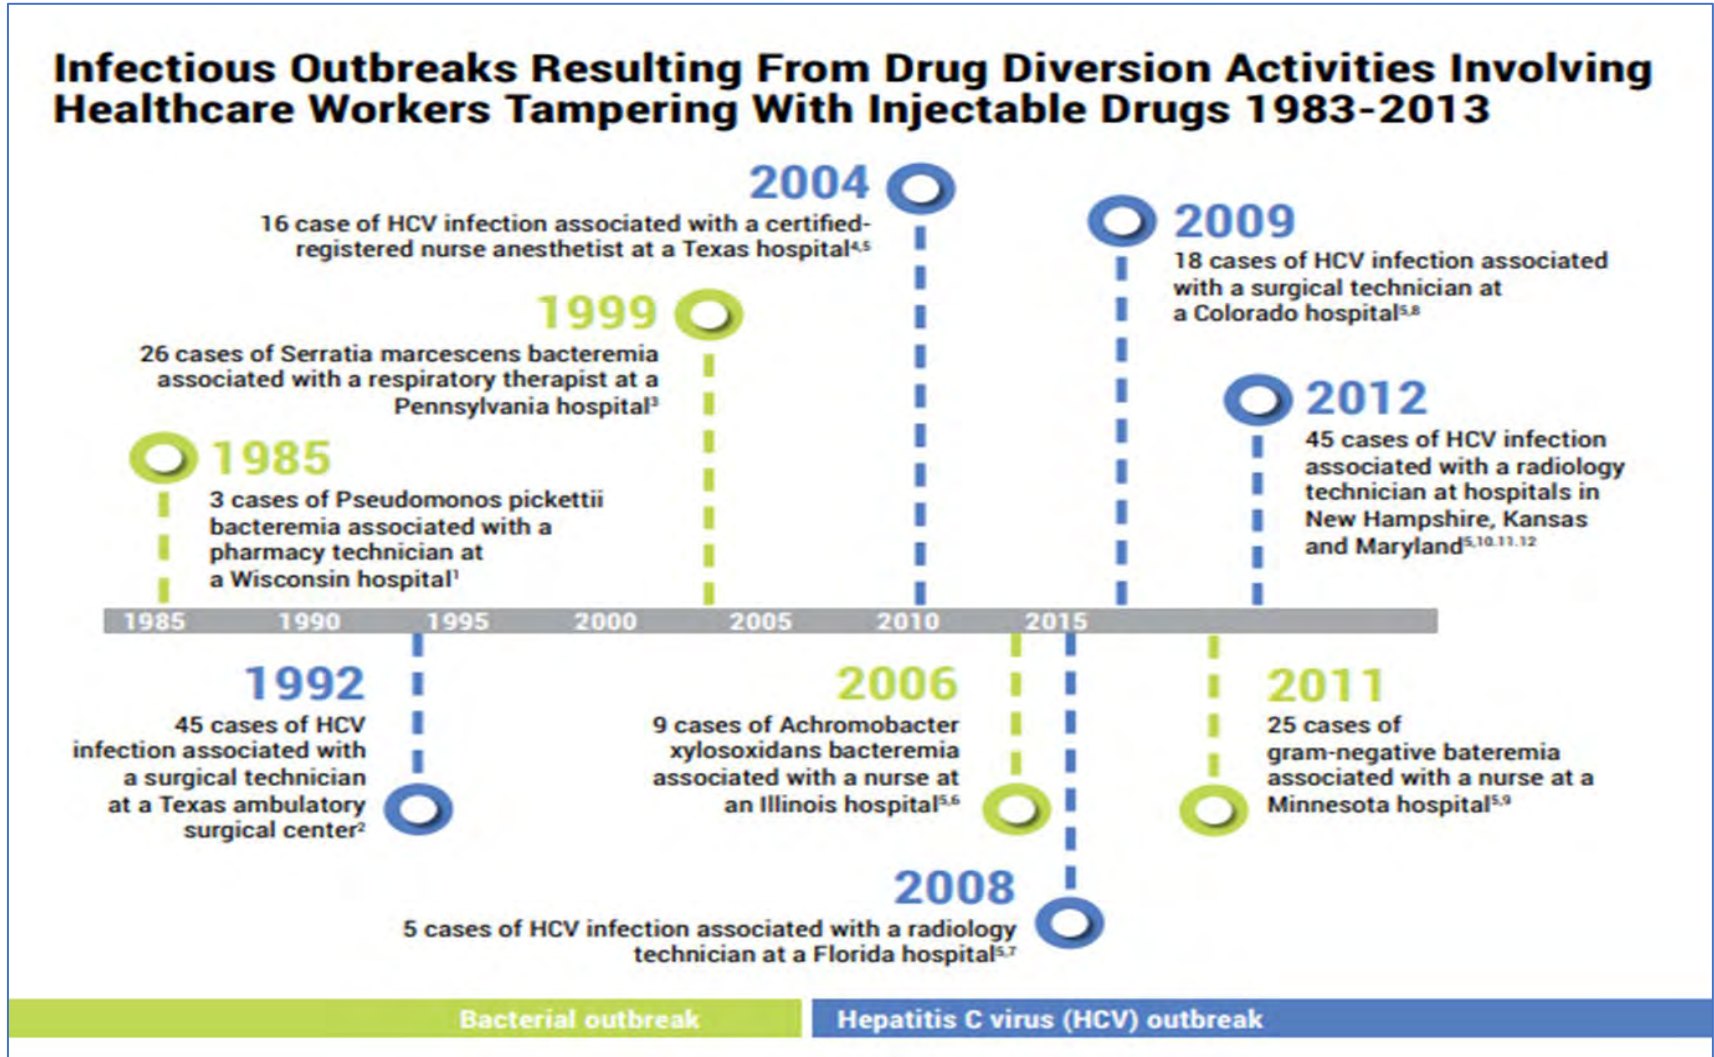 Infectious Outbreaks Resulting From Drug Diversion Activities Involving
Healthcare Workers Tampering With Injectable Drugs 1983-2013
2004
16 case of HCV infection associated with a certified-
registered nurse anesthetist at a Texas hospital4,5
2009
18 cases of HCV infection associated
with a surgical technician at
a Colorado hospital5,8
1999
26 cases of Serratia marcescens bacteremia
associated with a respiratory therapist at a
Pennsylvania hospital3
2012
45 cases of HCV infection
associated with a radiology
technician at hospitals in
New Hampshire, Kansas
and Maryland5,10.11.12
1985
3 cases of Pseudomonos pickettii
bacteremia associated with a
pharmacy technician at
a Wisconsin hospital1
1985 1990 1995 2000 2005 2010 2015
1992
45 cases of HCV
infection associated with
a surgical technician
at a Texas ambulatory
surgical center2
2006
9 cases of Achromobacter
xylosoxidans bacteremia
associated with a nurse at
an Illinois hospital5,6
2011
25 cases of
gram-negative bateremia
associated with a nurse at a
Minnesota hospital5,9
2008
5 cases of HCV infection associated with a radiology
technician at a Florida hospital5,7
Bacterial outbreak
Hepatitis C virus (HCV) outbreak